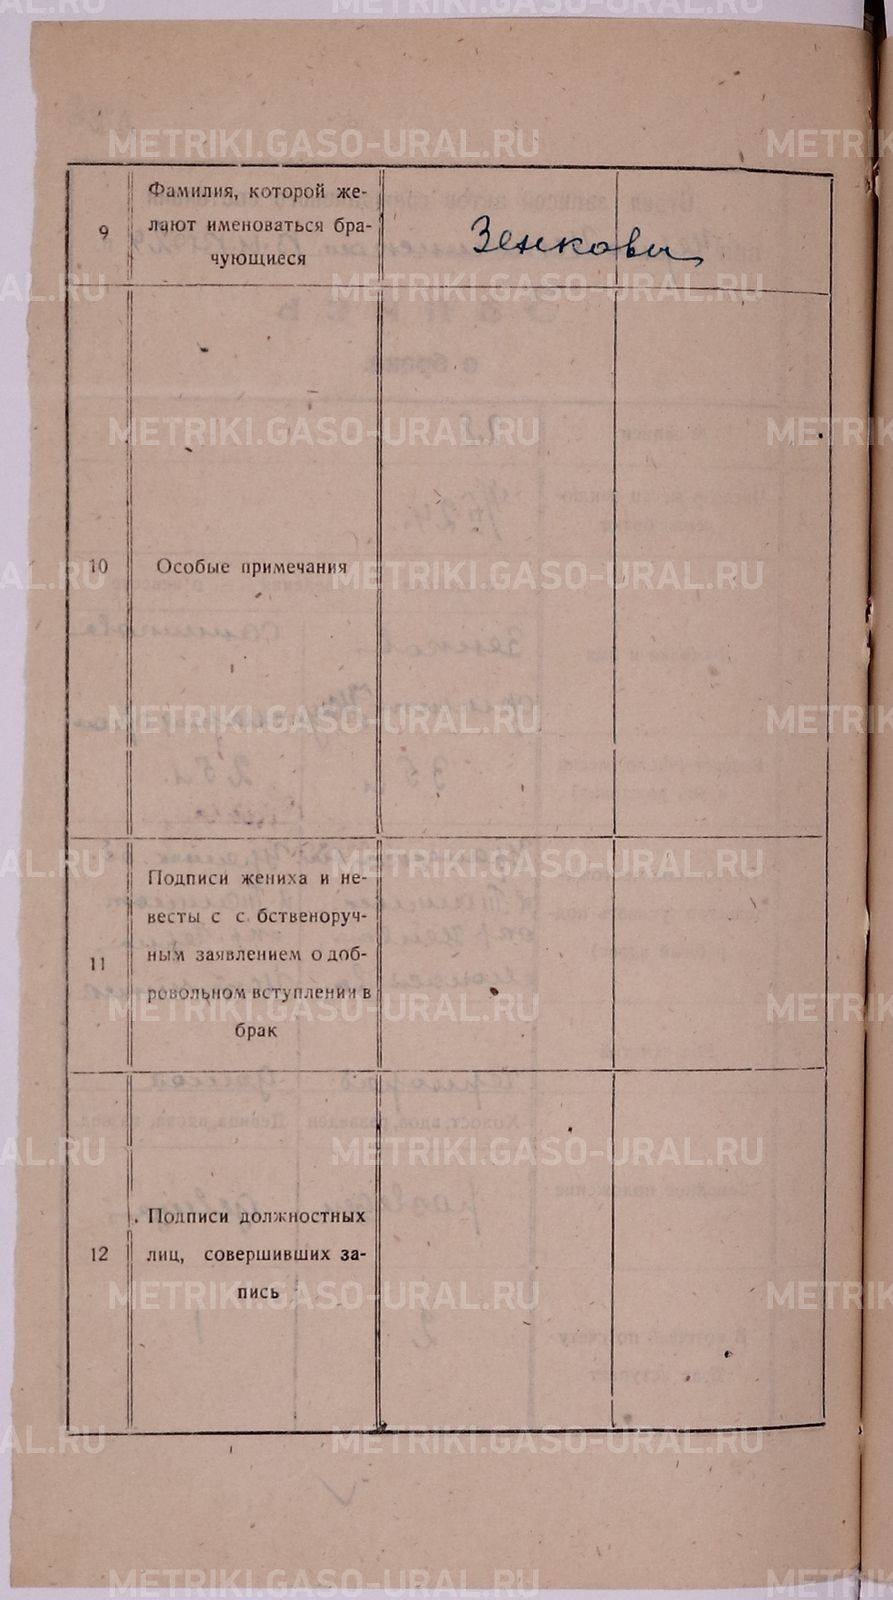 METRIKI.GASO-URAL.RU
9
Фамилия, которой же-
лают именоваться бра-
чующиеся
Зенковы
10
Особые примечания
11
Подписи жениха и не-
весты с с бственоруч-
ным заявлением о доб-
ровольном вступлении в
брак
12
Подписи должностных
лиц, совершивших за-
пись